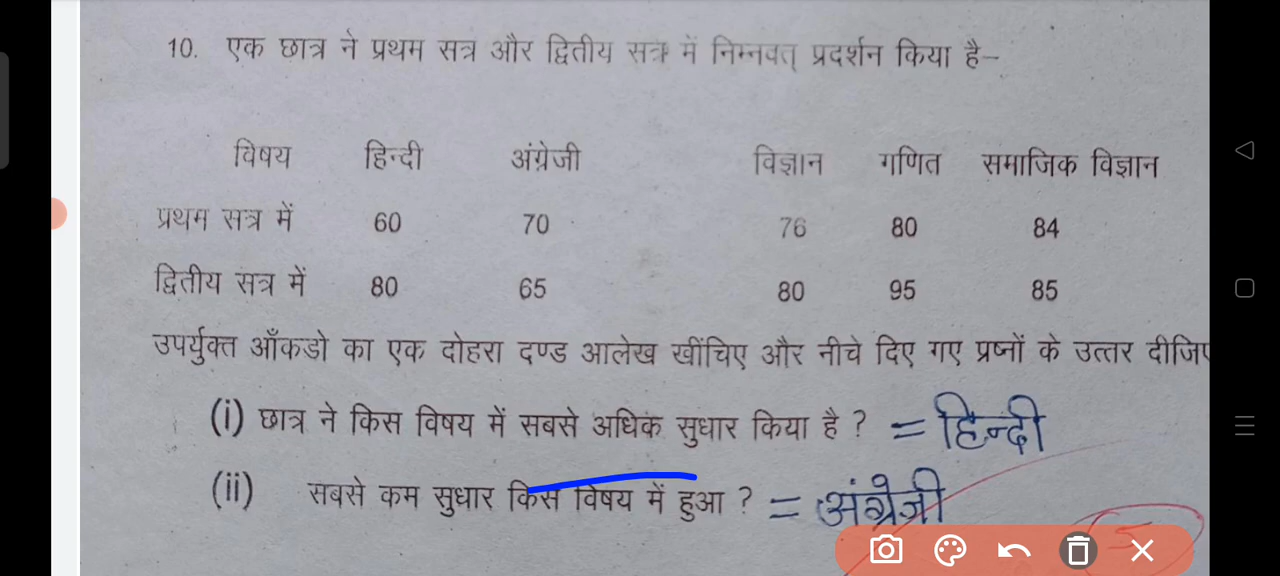 10. एक छात्र ने प्रथम सत्र और द्वितीय सत्र में निम्नवत् प्रदर्शन किया है–
विषय हिन्दी अंग्रेजी विज्ञान गणित समाजिक विज्ञान
प्रथम सत्र में 60 70 76 80 84
द्वितीय सत्र में 80 65 80 95 85
उपर्युक्त आँकडो का एक दोहरा दण्ड आलेख खींचिए और नीचे दिए गए प्रश्नों के उत्तर दीजिए
(i) छात्र ने किस विषय में सबसे अधिक सुधार किया है ? = हिन्दी
(ii) सबसे कम सुधार किस विषय में हुआ ? = अंग्रेजी
5